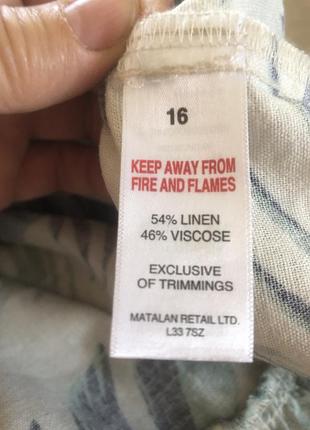 16
KEEP AWAY FROM
FIRE AND FLAMES
54% LINEN
46% VISCOSE
EXCLUSIVE
OF TRIMMINGS
MATALAN RETAIL LTD.
L33 7SZ